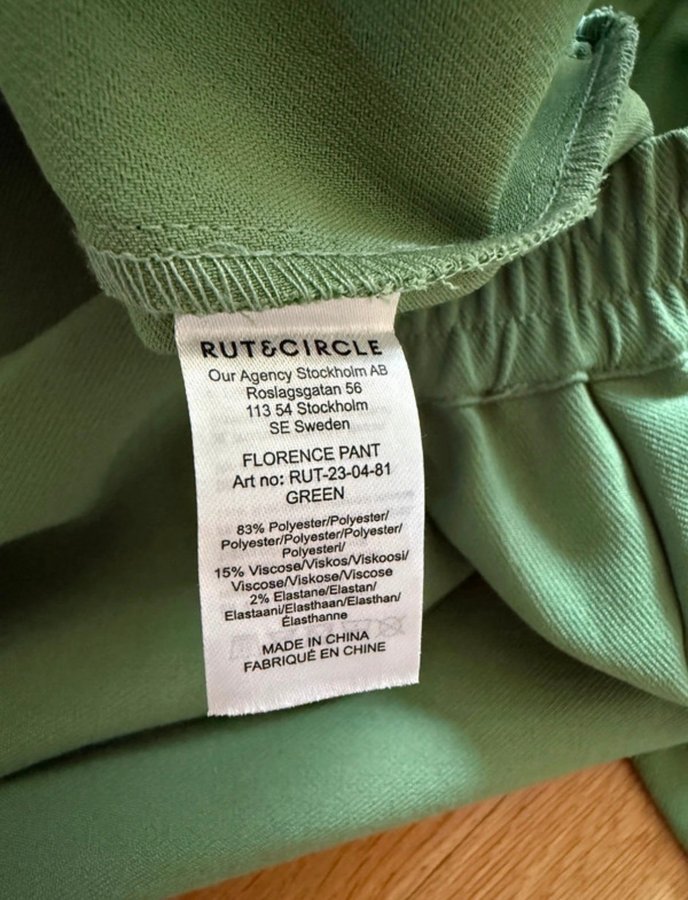 RUT&CIRCLE
Our Agency Stockholm AB
Roslagsgatan 56
113 54 Stockholm
SE Sweden
FLORENCE PANT
Art no: RUT-23-04-81
GREEN
83% Polyester/Polyester/
Polyester/Polyester/Polyester/
Polyesteri/
15% Viscose/Viskos/Viskoosi/
Viscose/Viskose/Viscose
2% Elastane/Elastan/
Elastaani/Elasthaan/Elasthan/
Élasthanne
MADE IN CHINA
FABRIQUÉ EN CHINE